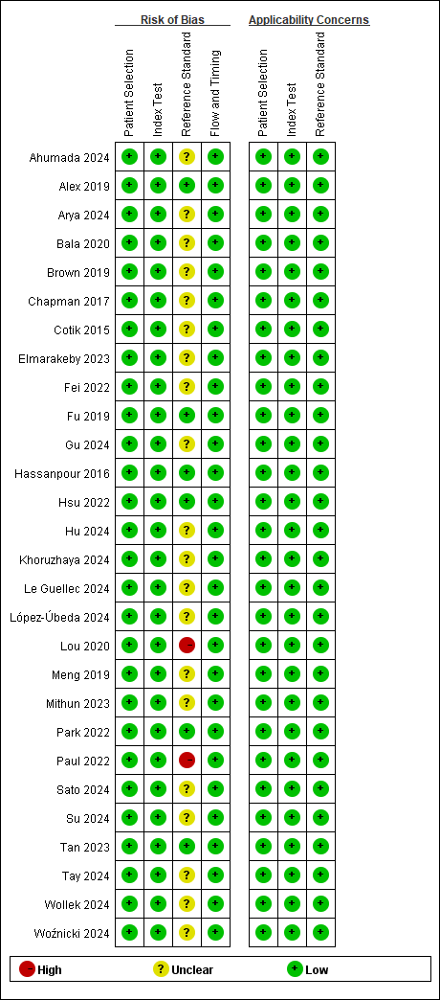 Risk of Bias Applicability Concerns
Patient Selection
Index Test
Reference Standard
Flow and Timing
Patient Selection
Index Test
Reference Standard
Ahumada 2024 + + ? + + + +
Alex 2019 + + + + + + +
Arya 2024 + + ? + + + +
Bala 2020 + + ? + + + +
Brown 2019 + + ? + + + +
Chapman 2017 + + ? + + + +
Cotik 2015 + + ? + + + +
Elmarakeby 2023 + + ? + + + +
Fei 2022 + + ? + + + +
Fu 2019 + + + + + + +
Gu 2024 + + ? + + + +
Hassanpour 2016 + + + + + + +
Hsu 2022 + + + + + + +
Hu 2024 + + ? + + + +
Khoruzhaya 2024 + + ? + + + +
Le Guellec 2024 + + ? + + + +
López-Úbeda 2024 + + ? + + + +
Lou 2020 + + – + + + +
Meng 2019 + + ? + + + +
Mithun 2023 + + ? + + + +
Park 2022 + + + + + + +
Paul 2022 + + – + + + +
Sato 2024 + + ? + + + +
Su 2024 + + ? + + + +
Tan 2023 + + + + + + +
Tay 2024 + + ? + + + +
Wollek 2024 + + ? + + + +
Woźnicki 2024 + + ? + + + +
– High ? Unclear + Low